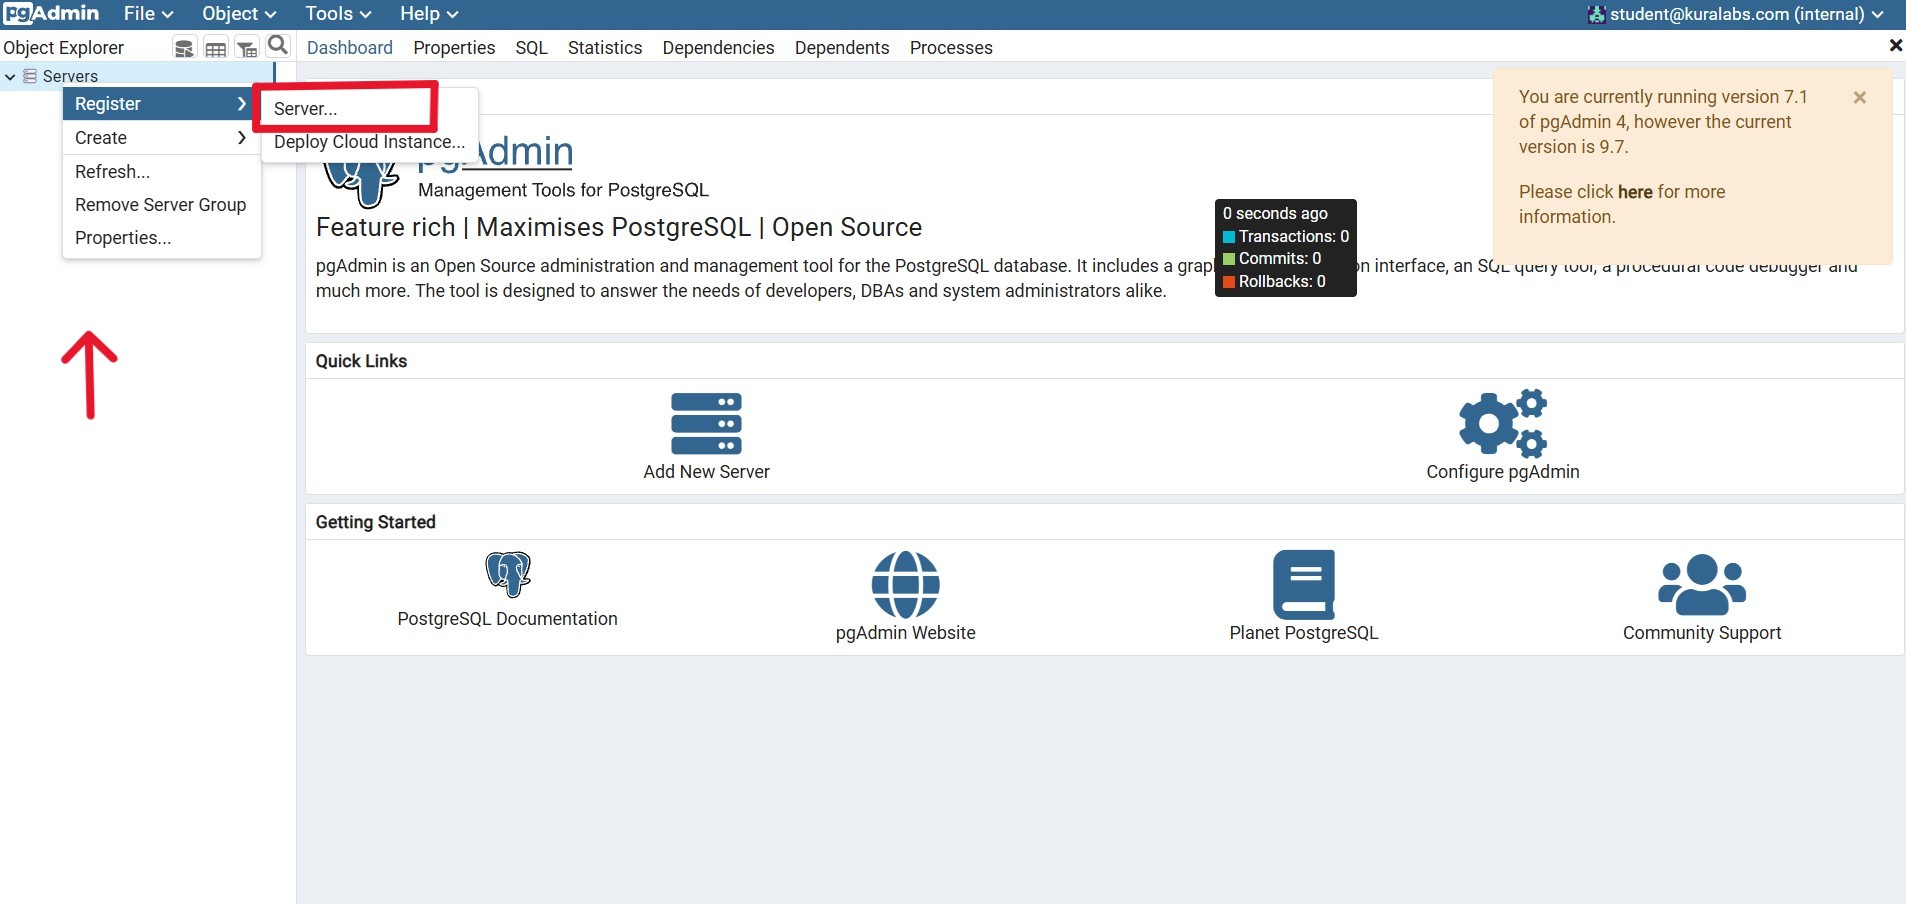 pgAdmin File Object Tools Help student@kuralabs.com (internal)
Object Explorer Dashboard Properties SQL Statistics Dependencies Dependents Processes
Servers
Register
Server...
Create
Deploy Cloud Instance...
Refresh...
Remove Server Group
Properties...
pgAdmin
Management Tools for PostgreSQL
Feature rich | Maximises PostgreSQL | Open Source
pgAdmin is an Open Source administration and management tool for the PostgreSQL database. It includes a grap
on interface, an SQL query tool, a procedural code debugger and
much more. The tool is designed to answer the needs of developers, DBAs and system administrators alike.
0 seconds ago
Transactions: 0
Commits: 0
Rollbacks: 0
You are currently running version 7.1
of pgAdmin 4, however the current
version is 9.7.
Please click here for more
information.
Quick Links
Add New Server
Configure pgAdmin
Getting Started
PostgreSQL Documentation
pgAdmin Website
Planet PostgreSQL
Community Support